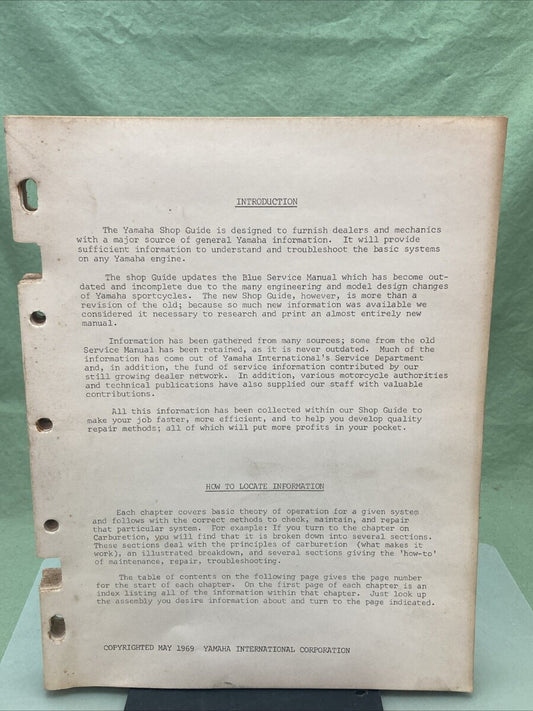 INTRODUCTION
The Yamaha Shop Guide is designed to furnish dealers and mechanics
with a major source of general Yamaha information. It will provide
sufficient information to understand and troubleshoot the basic systems
on any Yamaha engine.
The shop Guide updates the Blue Service Manual which has become out-
dated and incomplete due to the many engineering and model design changes
of Yamaha sportcycles. The new Shop Guide, however, is more than a
revision of the old; because so much new information was available we
considered it necessary to research and print an almost entirely new
manual.
Information has been gathered from many sources; some from the old
Service Manual has been retained, as it is never outdated. Much of the
information has come out of Yamaha International's Service Department
and, in addition, the fund of service information contributed by our
still growing dealer network. In addition, various motorcycle authorities
and technical publications have also supplied our staff with valuable
contributions.
All this information has been collected within our Shop Guide to
make your job faster, more efficient, and to help you develop quality
repair methods; all of which will put more profits in your pocket.
HOW TO LOCATE INFORMATION
Each chapter covers basic theory of operation for a given system
and follows with the correct methods to check, maintain, and repair
that particular system. For example: If you turn to the chapter on
Carburetion, you will find that it is broken down into several sections.
These sections deal with the principles of carburetion (what makes it
work), an illustrated breakdown, and several sections giving the 'how-to'
of maintenance, repair, troubleshooting.
The table of contents on the following page gives the page number
for the start of each chapter. On the first page of each chapter is an
index listing all of the information within that chapter. Just look up
the assembly you desire information about and turn to the page indicated.
COPYRIGHTED MAY 1969 YAMAHA INTERNATIONAL CORPORATION